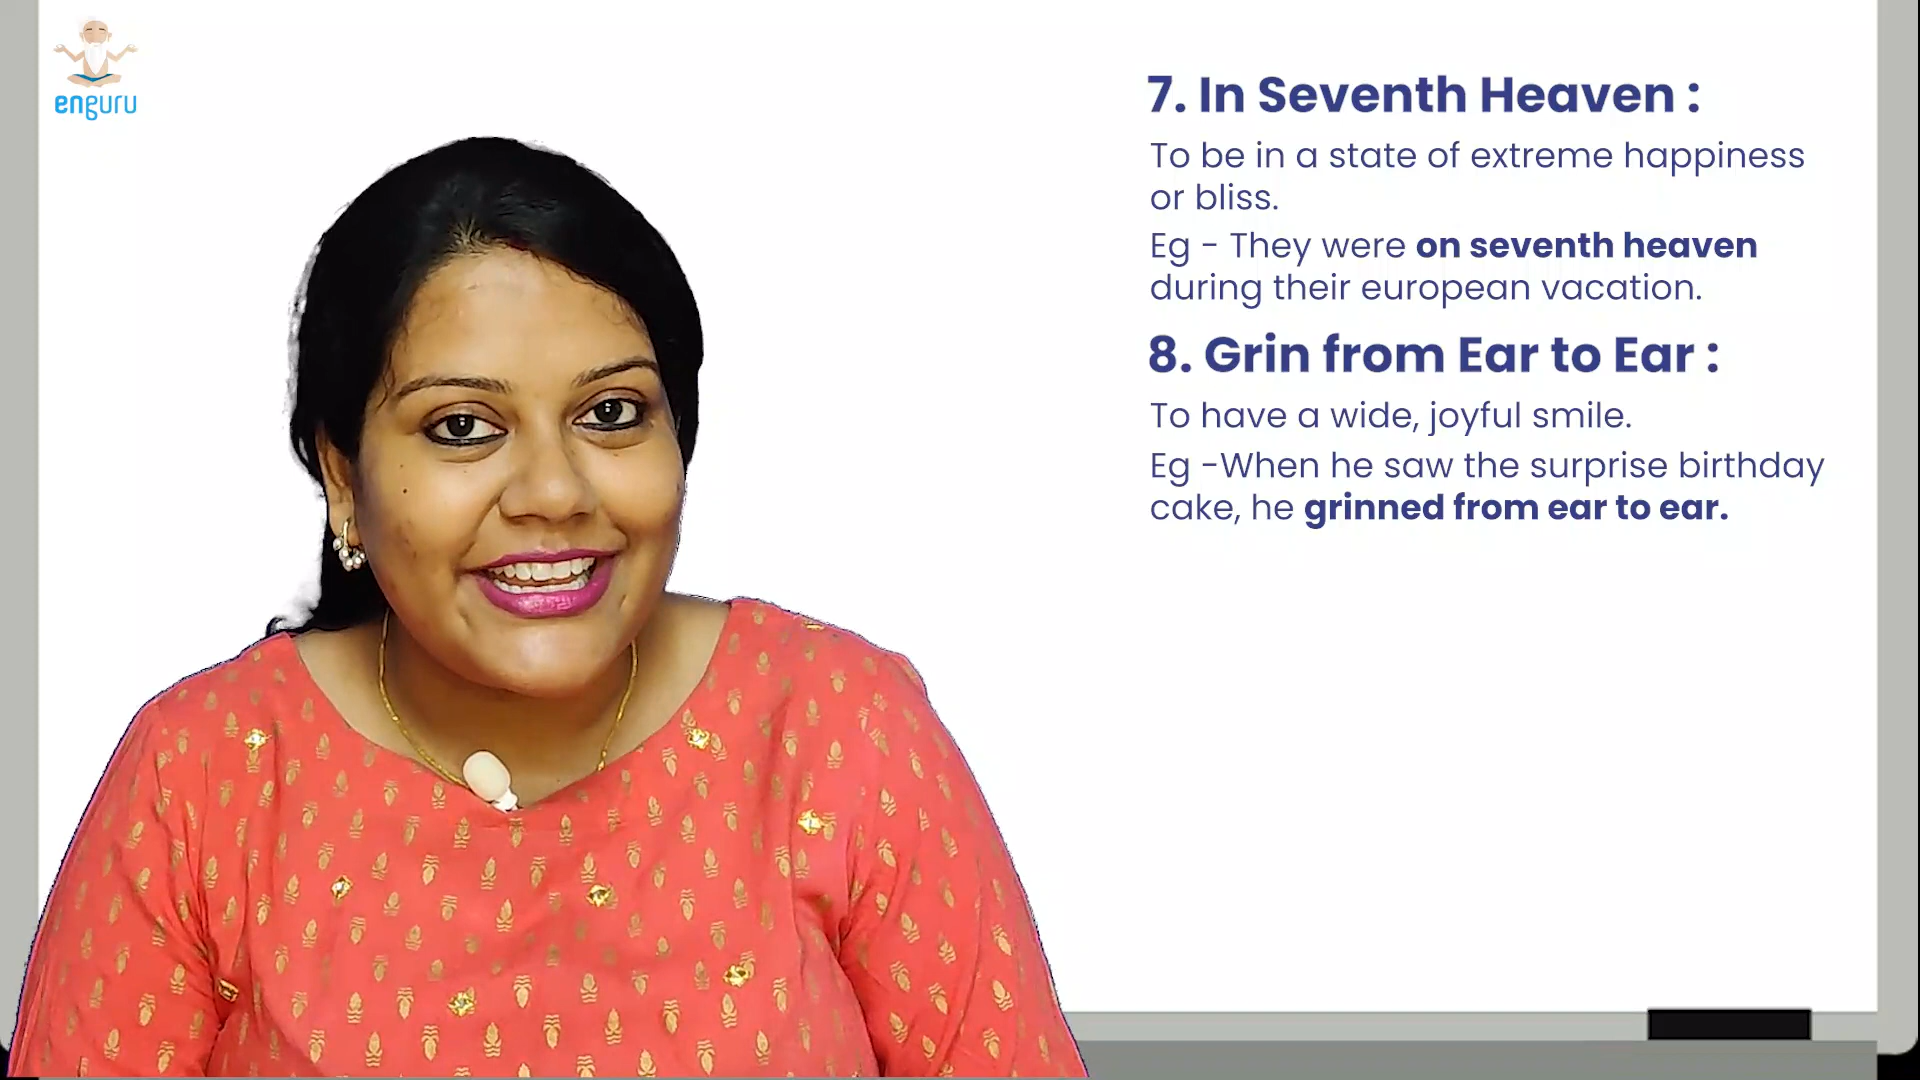 enguru
7. In Seventh Heaven :
To be in a state of extreme happiness
or bliss.
Eg - They were on seventh heaven
during their european vacation.
8. Grin from Ear to Ear :
To have a wide, joyful smile.
Eg -When he saw the surprise birthday
cake, he grinned from ear to ear.